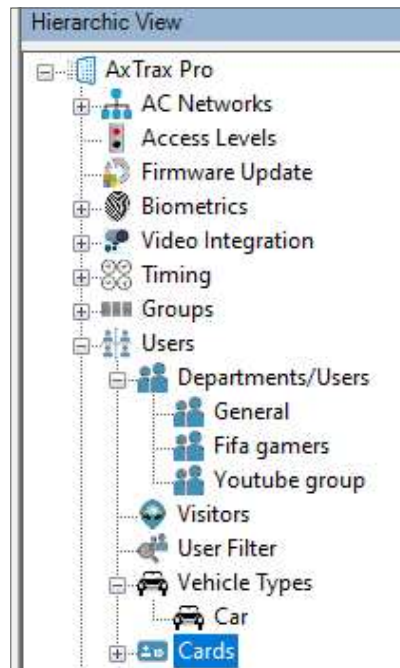 Hierarchic View
AxTrax Pro
AC Networks
Access Levels
Firmware Update
Biometrics
Video Integration
Timing
Groups
Users
Departments/Users
General
Fifa gamers
Youtube group
Visitors
User Filter
Vehicle Types
Car
Cards